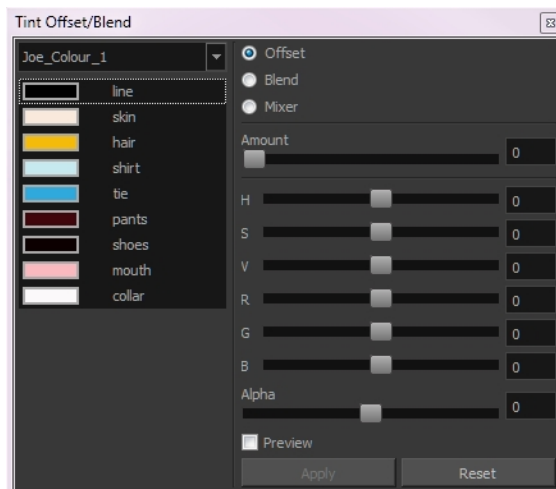 Tint Offset/Blend
Joe_Colour_1
line
skin
hair
shirt
tie
pants
shoes
mouth
collar
Offset
Blend
Mixer
Amount
0
H 0
S 0
V 0
R 0
G 0
B 0
Alpha
0
Preview
Apply Reset